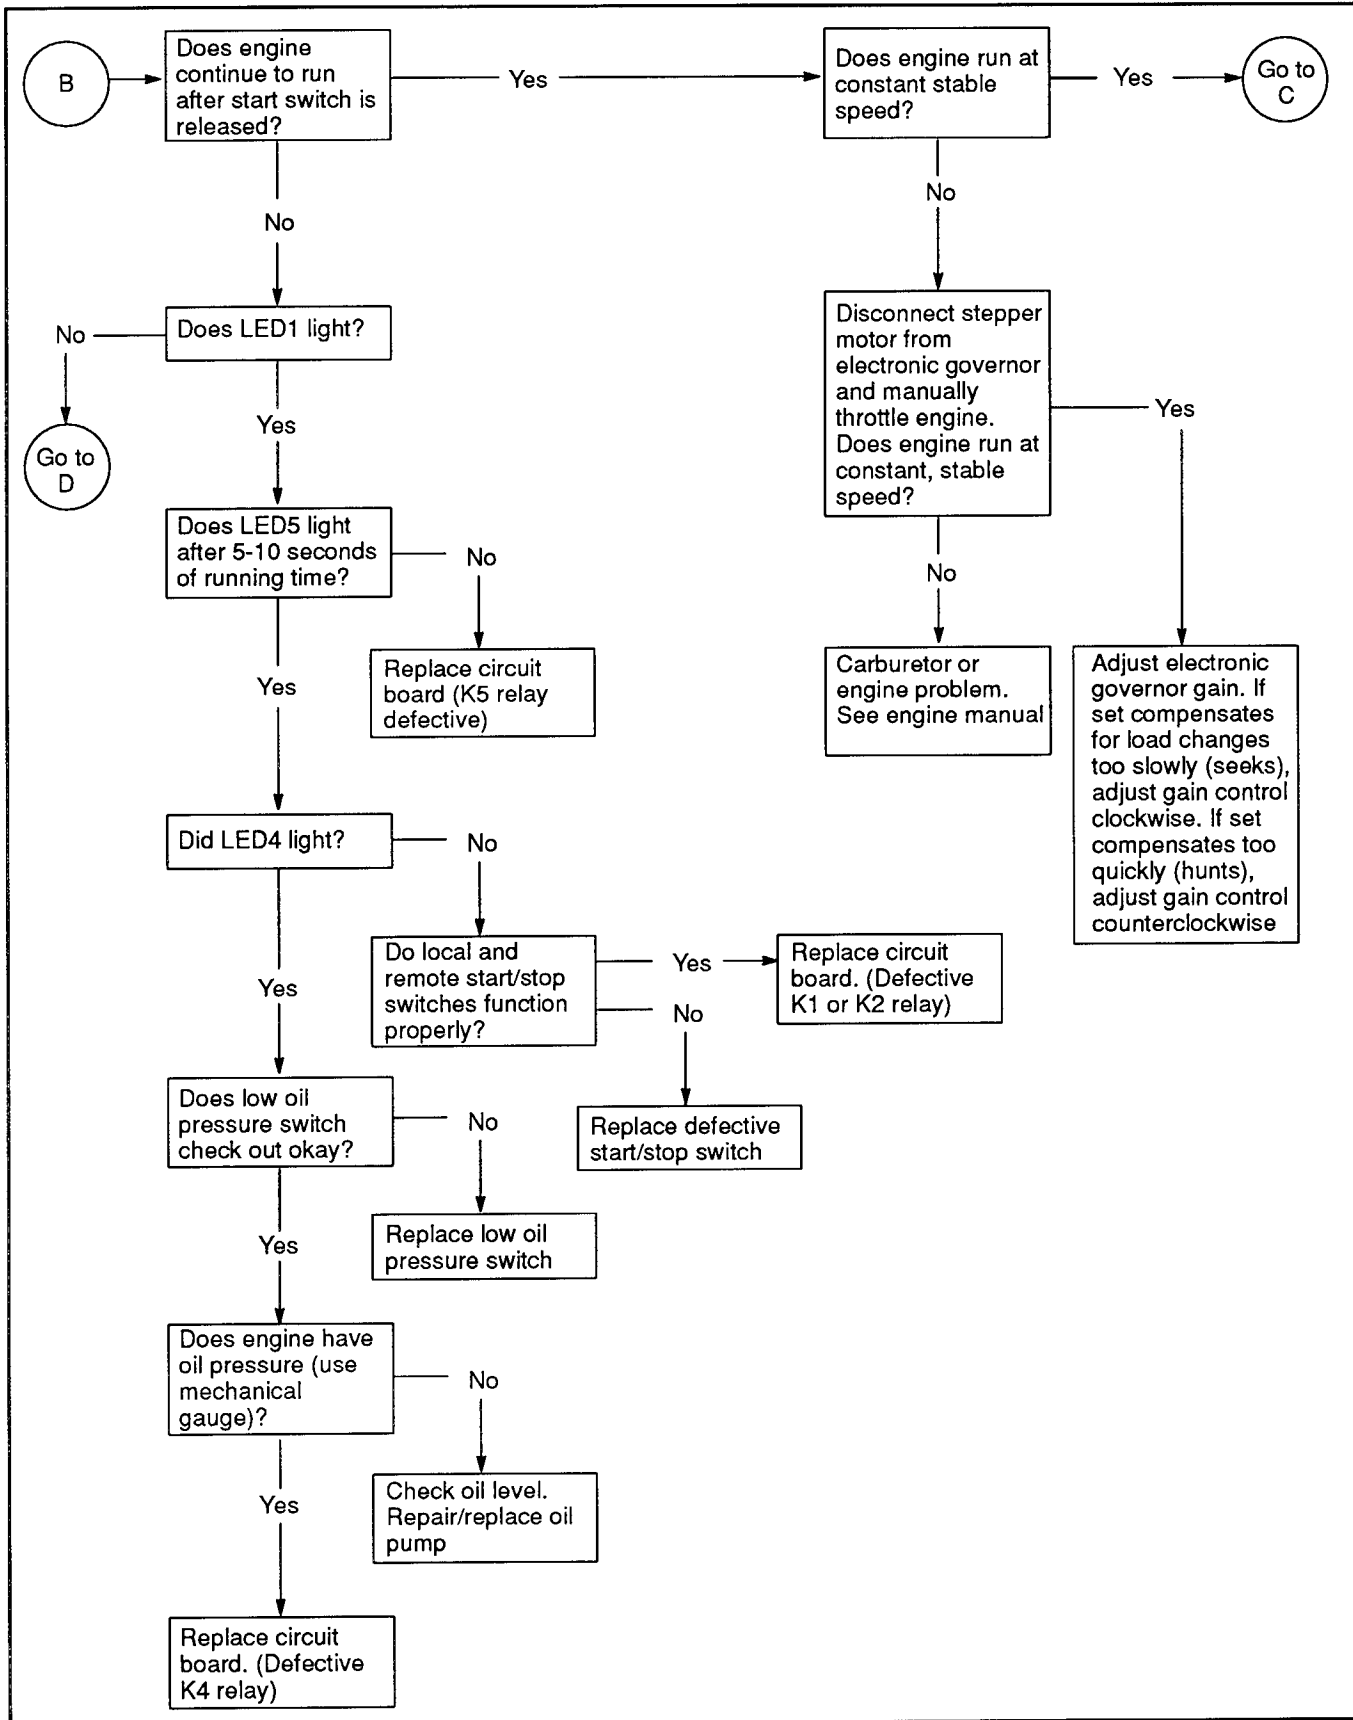 B
Does engine
continue to run
after start switch is
released?
Yes
Does engine run at
constant stable
speed?
Yes
Go to
C
No
No
Does LED1 light?
No
Go to
D
Yes
Disconnect stepper
motor from
electronic governor
and manually
throttle engine.
Does engine run at
constant, stable
speed?
Yes
Does LED5 light
after 5-10 seconds
of running time?
No
No
Replace circuit
board (K5 relay
defective)
Yes
Carburetor or
engine problem.
See engine manual
Adjust electronic
governor gain. If
set compensates
for load changes
too slowly (seeks),
adjust gain control
clockwise. If set
compensates too
quickly (hunts),
adjust gain control
counterclockwise
Did LED4 light?
No
Yes
Do local and
remote start/stop
switches function
properly?
Yes
Replace circuit
board. (Defective
K1 or K2 relay)
No
Replace defective
start/stop switch
Does low oil
pressure switch
check out okay?
No
Replace low oil
pressure switch
Yes
Does engine have
oil pressure (use
mechanical
gauge)?
No
Check oil level.
Repair/replace oil
pump
Yes
Replace circuit
board. (Defective
K4 relay)